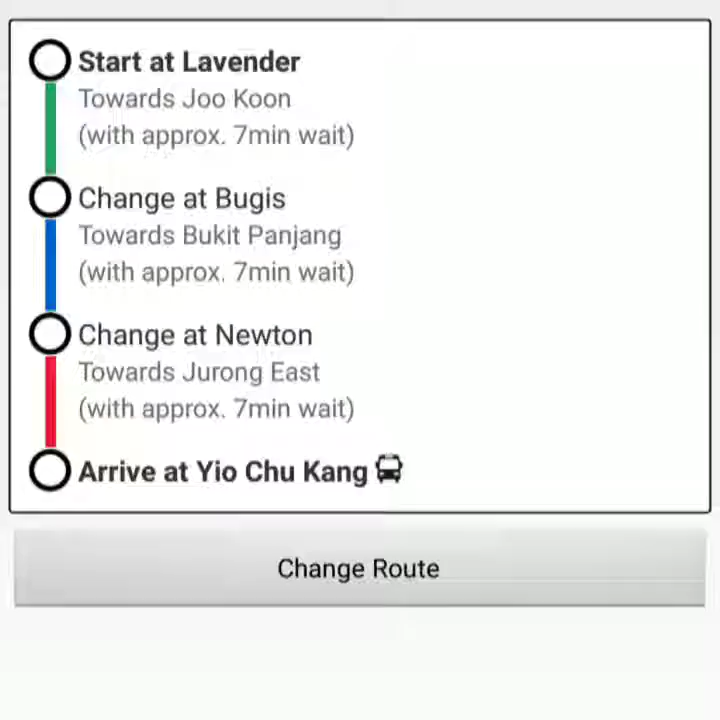 Start at Lavender
Towards Joo Koon
(with approx. 7min wait)
Change at Bugis
Towards Bukit Panjang
(with approx. 7min wait)
Change at Newton
Towards Jurong East
(with approx. 7min wait)
Arrive at Yio Chu Kang
Change Route